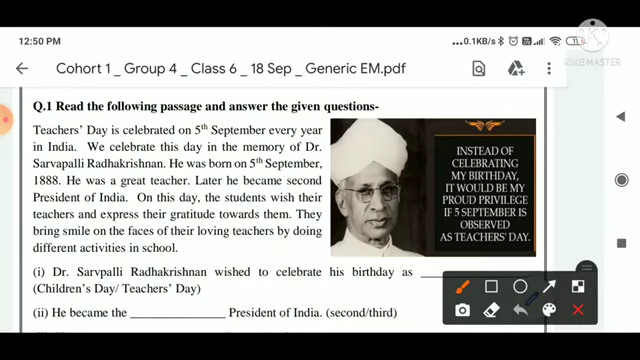 12:50 PM
...0.1KB/s
Cohort 1 _ Group 4 _ Class 6 _ 18 Sep _ Generic EM.pdf
Q.1 Read the following passage and answer the given questions-
Teachers' Day is celebrated on 5th September every year
in India. We celebrate this day in the memory of Dr.
Sarvapalli Radhakrishnan. He was born on 5th September,
1888. He was a great teacher. Later he became second
President of India. On this day, the students wish their
teachers and express their gratitude towards them. They
bring smile on the faces of their loving teachers by doing
different activities in school.
INSTEAD OF
CELEBRATING
MY BIRTHDAY,
IT WOULD BE MY
PROUD PRIVILEGE
IF 5 SEPTEMBER IS
OBSERVED
AS TEACHERS' DAY.
(i) Dr. Sarvpalli Radhakrishnan wished to celebrate his birthday as ________
(Children's Day/ Teachers' Day)
(ii) He became the ______________ President of India. (second/third)